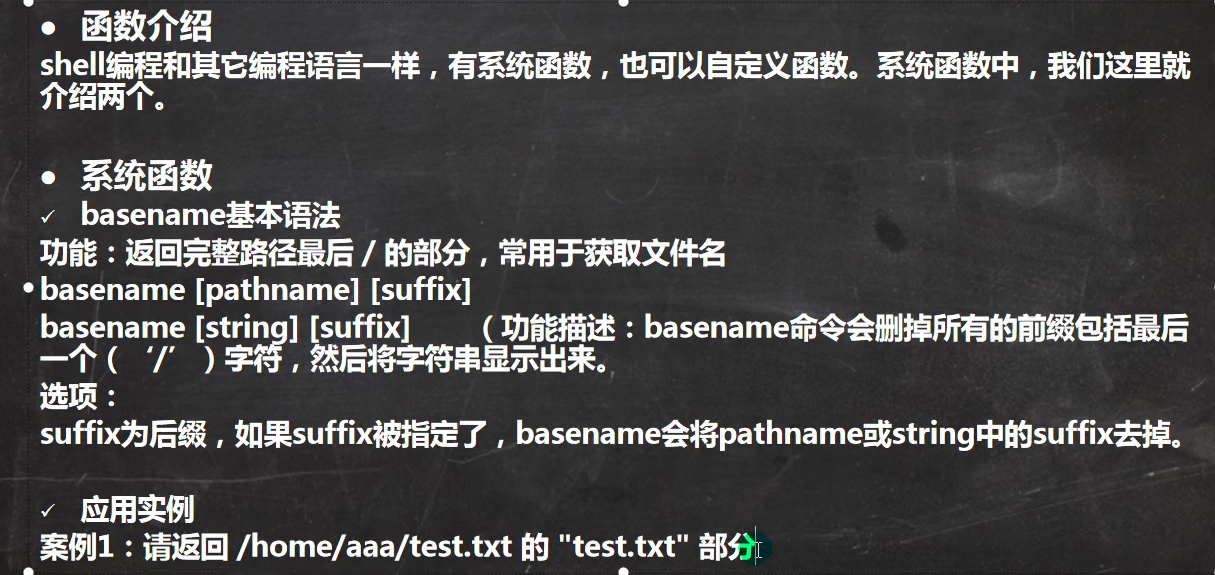 ● 函数介绍
shell编程和其它编程语言一样，有系统函数，也可以自定义函数。系统函数中，我们这里就
介绍两个。
● 系统函数
✓ basename基本语法
功能：返回完整路径最后 / 的部分，常用于获取文件名
basename [pathname] [suffix]
basename [string] [suffix] （功能描述：basename命令会删掉所有的前缀包括最后
一个（‘/’）字符，然后将字符串显示出来。
选项：
suffix为后缀，如果suffix被指定了，basename会将pathname或string中的suffix去掉。
✓ 应用实例
案例1：请返回 /home/aaa/test.txt 的 "test.txt" 部分